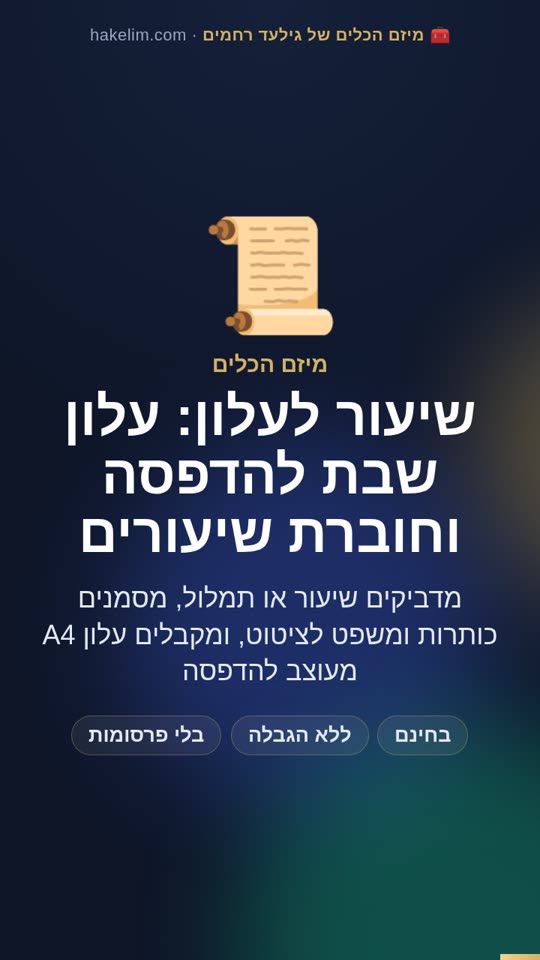 🧰 מיזם הכלים של גילעד רחמים · hakelim.com
מיזם הכלים
שיעור לעלון: עלון
שבת להדפסה
וחוברת שיעורים
מדביקים שיעור או תמלול, מסמנים
כותרות ומשפט לציטוט, ומקבלים עלון A4
מעוצב להדפסה
בחינם
ללא הגבלה
בלי פרסומות